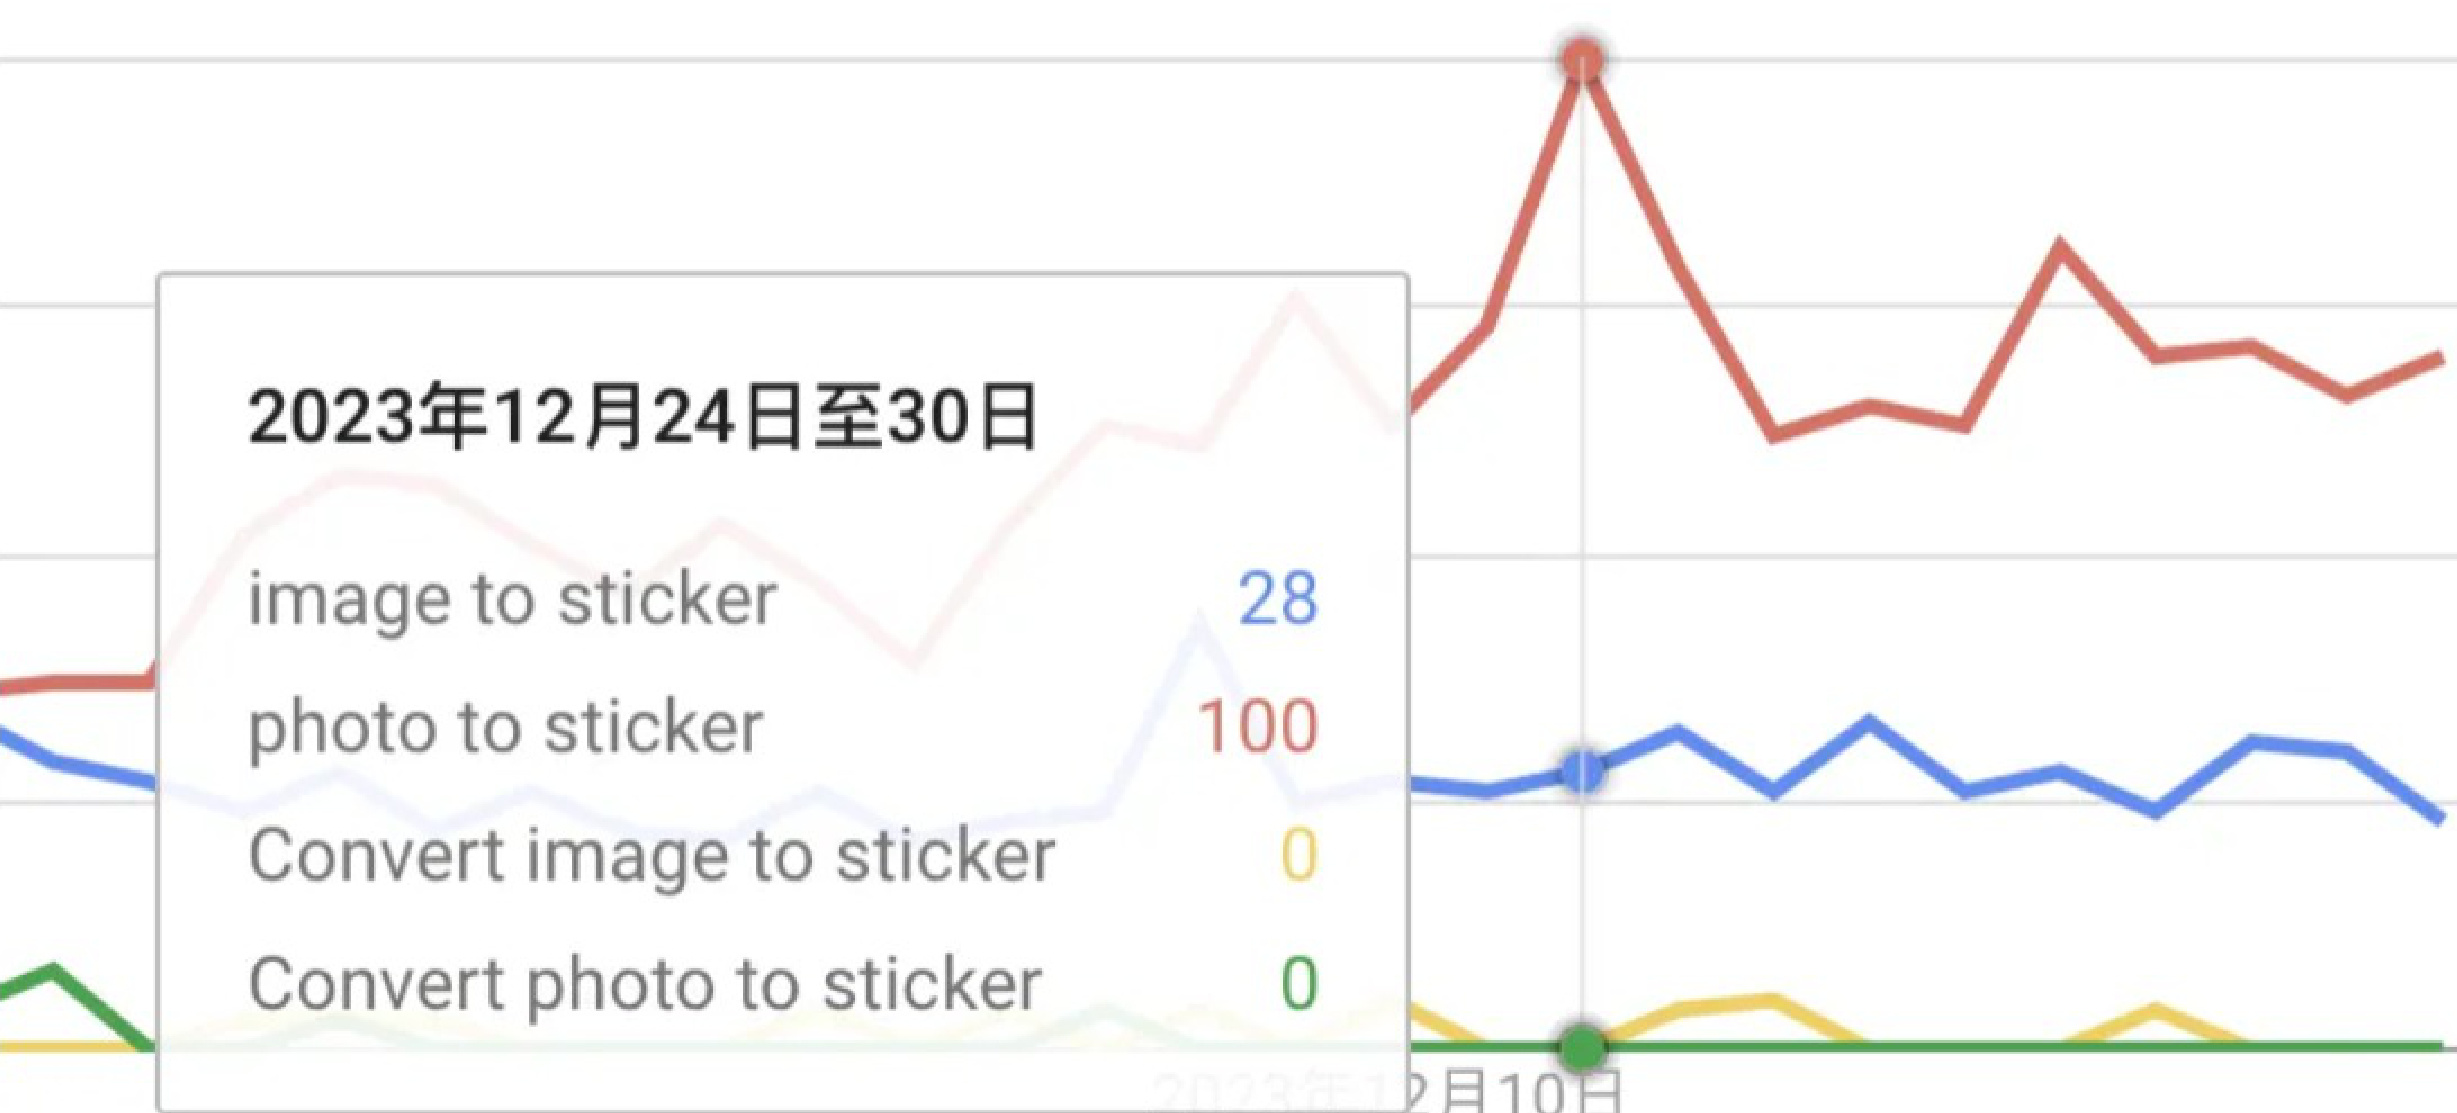 2023年12月24日至30日
image to sticker 28
photo to sticker 100
Convert image to sticker 0
Convert photo to sticker 0
2023年12月10日